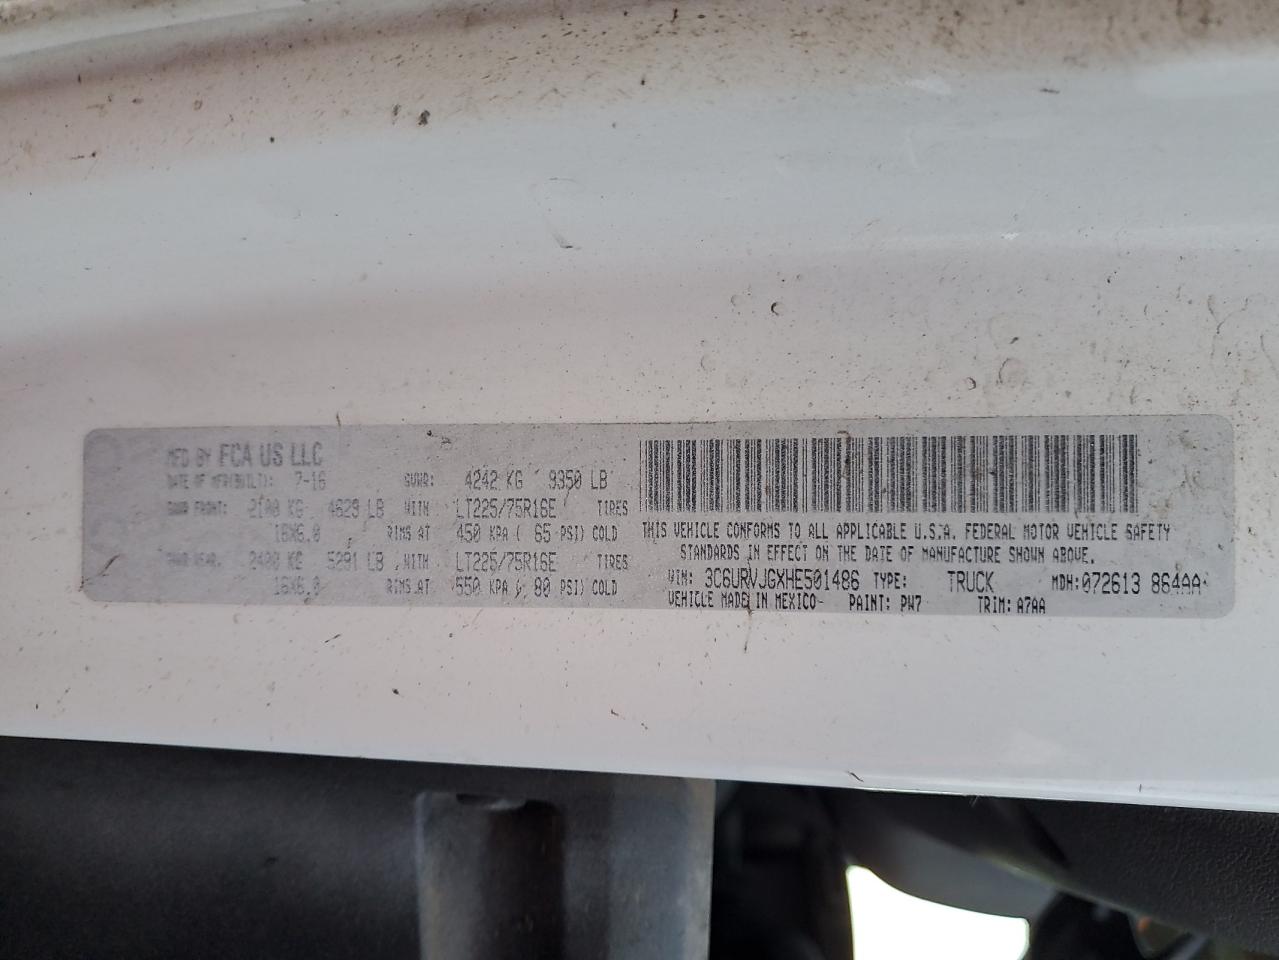 MFD BY FCA US LLC
DATE OF MFR(BUILT): 7-16 GVWR: 4242 KG 9350 LB
GAWR FRONT: 2100 KG 4629 LB WITH LT225/75R16E TIRES
16X6.0 RIMS AT 450 KPA ( 65 PSI) COLD
GAWR REAR: 2400 KG 5291 LB WITH LT225/75R16E TIRES
16X6.0 RIMS AT 550 KPA ( 80 PSI) COLD
THIS VEHICLE CONFORMS TO ALL APPLICABLE U.S.A. FEDERAL MOTOR VEHICLE SAFETY
STANDARDS IN EFFECT ON THE DATE OF MANUFACTURE SHOWN ABOVE.
VIN: 3C6URVJGXHE501486 TYPE: TRUCK MDH:072613 864AA
VEHICLE MADE IN MEXICO PAINT: PW7 TRIM: A7AA